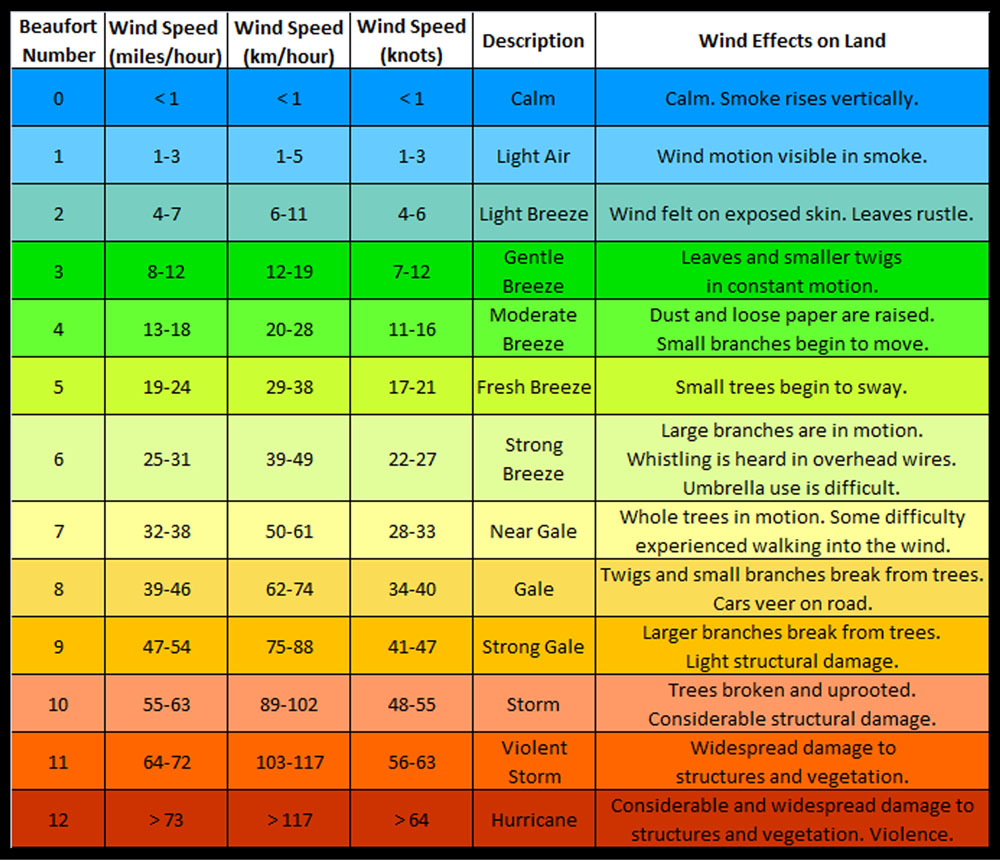 Beaufort Number | Wind Speed (miles/hour) | Wind Speed (km/hour) | Wind Speed (knots) | Description | Wind Effects on Land
0 | < 1 | < 1 | < 1 | Calm | Calm. Smoke rises vertically.
1 | 1-3 | 1-5 | 1-3 | Light Air | Wind motion visible in smoke.
2 | 4-7 | 6-11 | 4-6 | Light Breeze | Wind felt on exposed skin. Leaves rustle.
3 | 8-12 | 12-19 | 7-12 | Gentle Breeze | Leaves and smaller twigs in constant motion.
4 | 13-18 | 20-28 | 11-16 | Moderate Breeze | Dust and loose paper are raised. Small branches begin to move.
5 | 19-24 | 29-38 | 17-21 | Fresh Breeze | Small trees begin to sway.
6 | 25-31 | 39-49 | 22-27 | Strong Breeze | Large branches are in motion. Whistling is heard in overhead wires. Umbrella use is difficult.
7 | 32-38 | 50-61 | 28-33 | Near Gale | Whole trees in motion. Some difficulty experienced walking into the wind.
8 | 39-46 | 62-74 | 34-40 | Gale | Twigs and small branches break from trees. Cars veer on road.
9 | 47-54 | 75-88 | 41-47 | Strong Gale | Larger branches break from trees. Light structural damage.
10 | 55-63 | 89-102 | 48-55 | Storm | Trees broken and uprooted. Considerable structural damage.
11 | 64-72 | 103-117 | 56-63 | Violent Storm | Widespread damage to structures and vegetation.
12 | > 73 | > 117 | > 64 | Hurricane | Considerable and widespread damage to structures and vegetation. Violence.